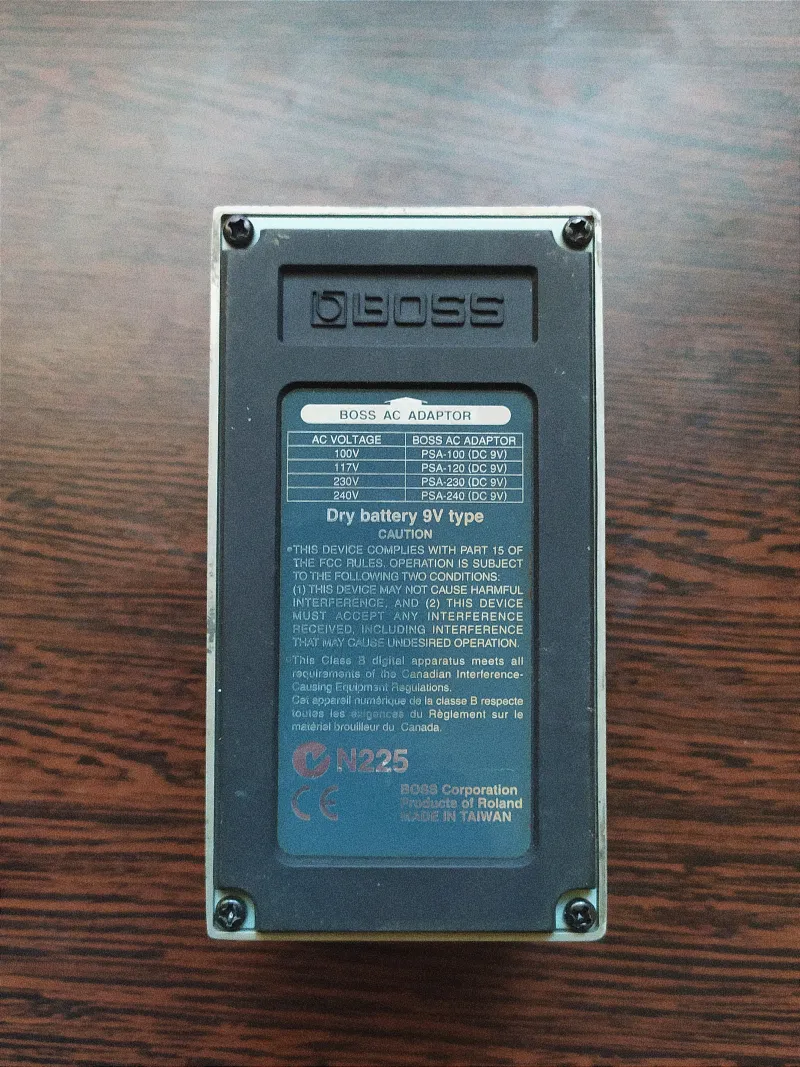 BOSS
BOSS AC ADAPTOR
AC VOLTAGE BOSS AC ADAPTOR
100V PSA-100 (DC 9V)
117V PSA-120 (DC 9V)
230V PSA-230 (DC 9V)
240V PSA-240 (DC 9V)
Dry battery 9V type
CAUTION
•THIS DEVICE COMPLIES WITH PART 15 OF
THE FCC RULES. OPERATION IS SUBJECT
TO THE FOLLOWING TWO CONDITIONS:
(1) THIS DEVICE MAY NOT CAUSE HARMFUL
INTERFERENCE, AND (2) THIS DEVICE
MUST ACCEPT ANY INTERFERENCE
RECEIVED, INCLUDING INTERFERENCE
THAT MAY CAUSE UNDESIRED OPERATION.
•This Class B digital apparatus meets all
requirements of the Canadian Interference-
Causing Equipment Regulations.
Cet appareil numérique de la classe B respecte
toutes les exigences du Règlement sur le
matériel brouilleur du Canada.
N225
CE
BOSS Corporation
Products of Roland
MADE IN TAIWAN